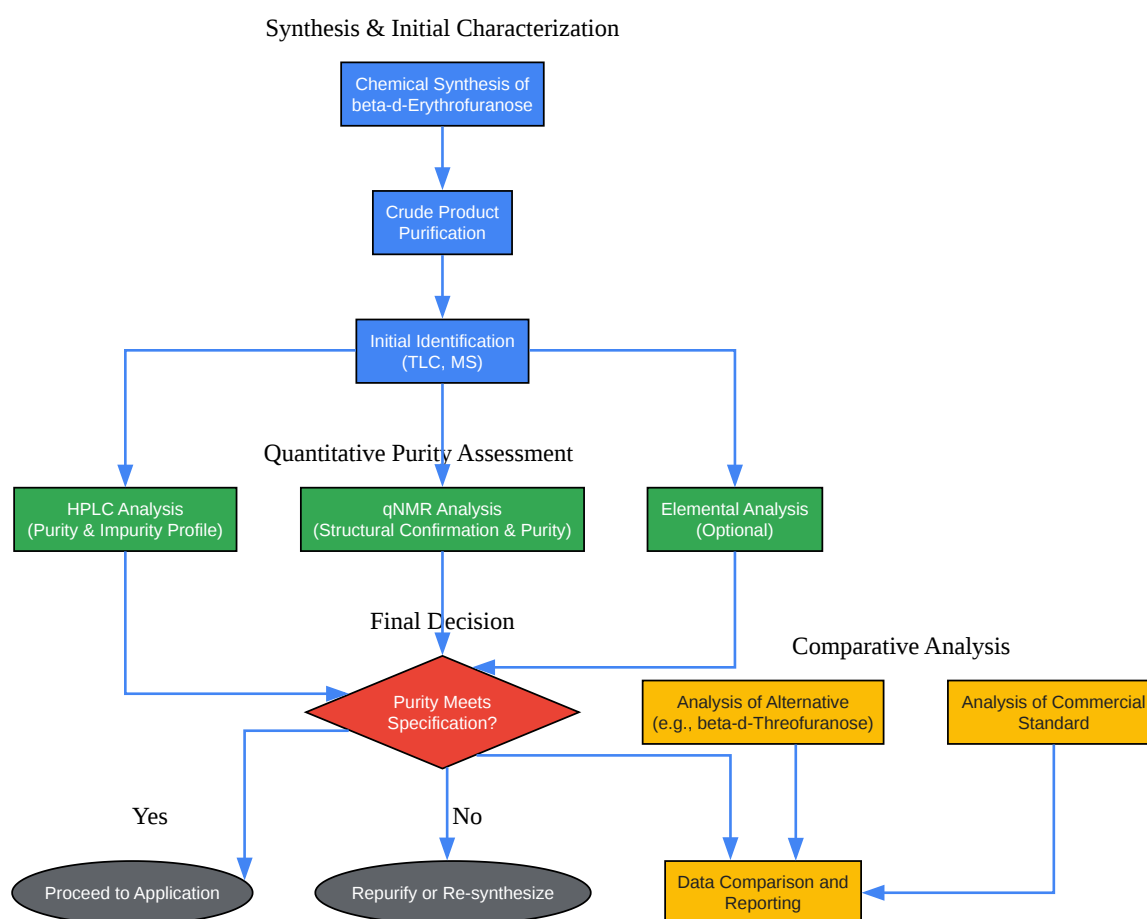 Synthesis & Initial Characterization
Chemical Synthesis of
beta-d-Erythrofuranose
Crude Product
Purification
Initial Identification
(TLC, MS)
Quantitative Purity Assessment
HPLC Analysis
(Purity & Impurity Profile)
qNMR Analysis
(Structural Confirmation & Purity)
Elemental Analysis
(Optional)
Final Decision
Comparative Analysis
Purity Meets
Specification?
Analysis of Alternative
(e.g., beta-d-Threofuranose)
Analysis of Commercial
Standard
Yes
No
Proceed to Application
Repurify or Re-synthesize
Data Comparison and
Reporting